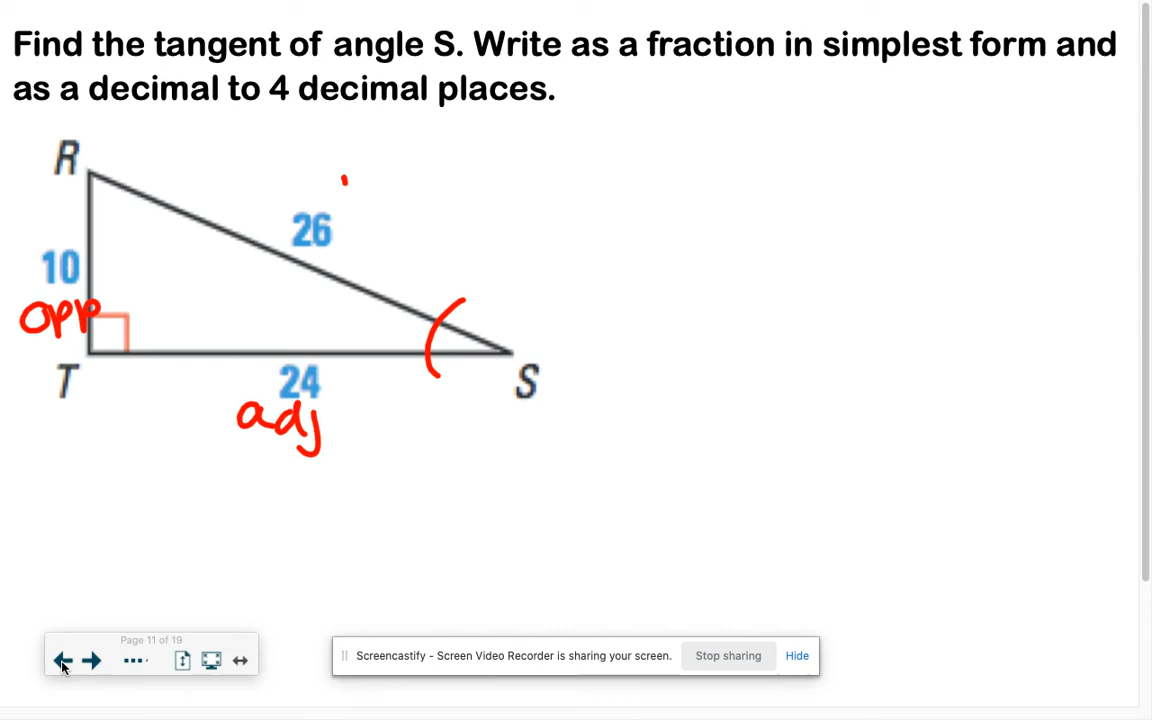 Find the tangent of angle S. Write as a fraction in simplest form and
as a decimal to 4 decimal places.
R
26
10
opp
T
24
S
adj
Page 11 of 19
Screencastify - Screen Video Recorder is sharing your screen.
Stop sharing
Hide